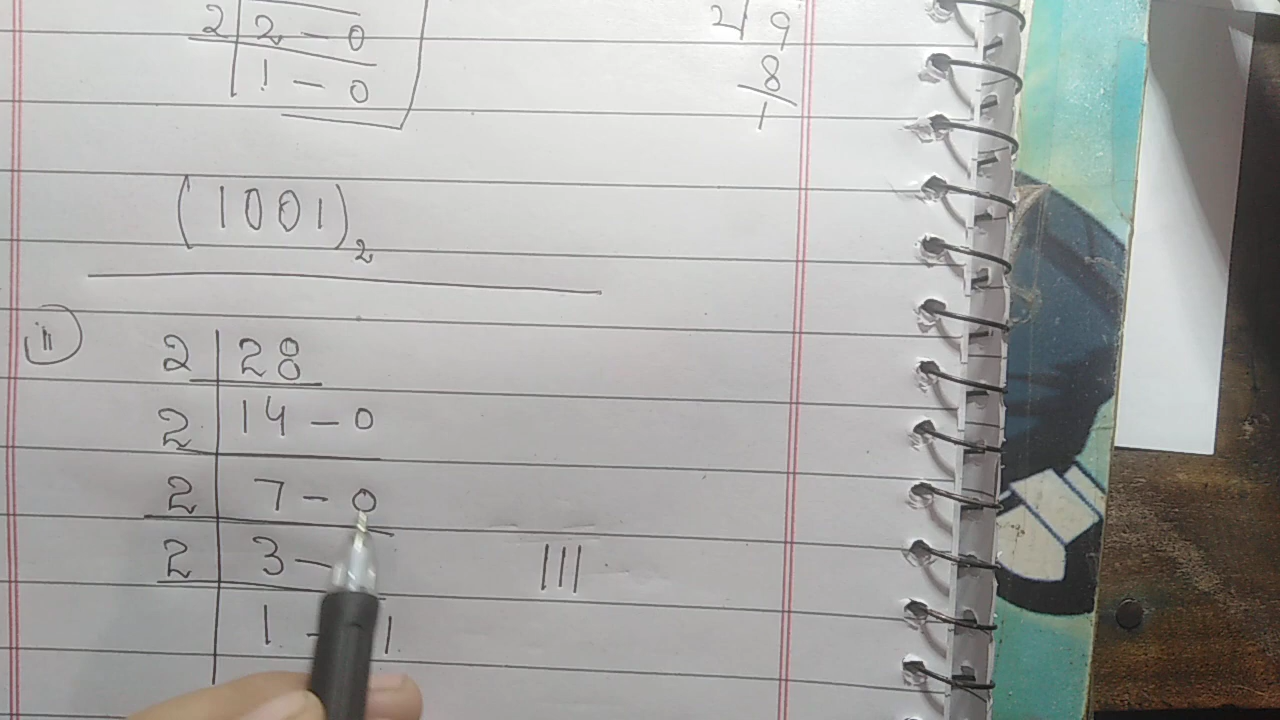 2 | 2 - 0
1 - 0
2 | 9
8
1
(1001)₂
ii
2 | 28
2 | 14 - 0
2 | 7 - 0
2 | 3 -
1 - 1
111